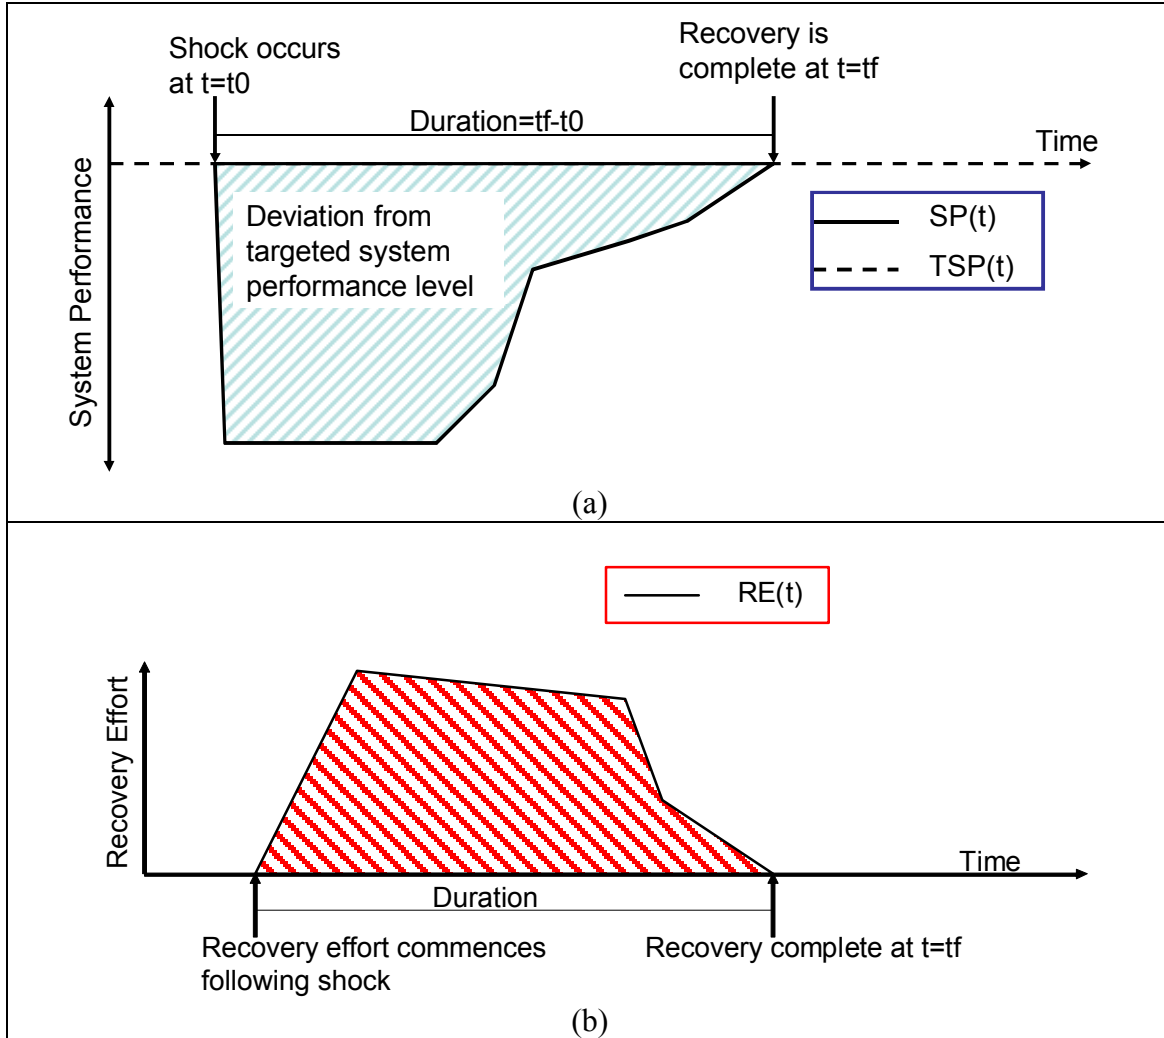 Shock occurs
at t=t0
Recovery is
complete at t=tf
Duration=tf-t0
Time
System Performance
Deviation from
targeted system
performance level
SP(t)
TSP(t)
(a)
RE(t)
Recovery Effort
Time
Duration
Recovery effort commences
following shock
Recovery complete at t=tf
(b)